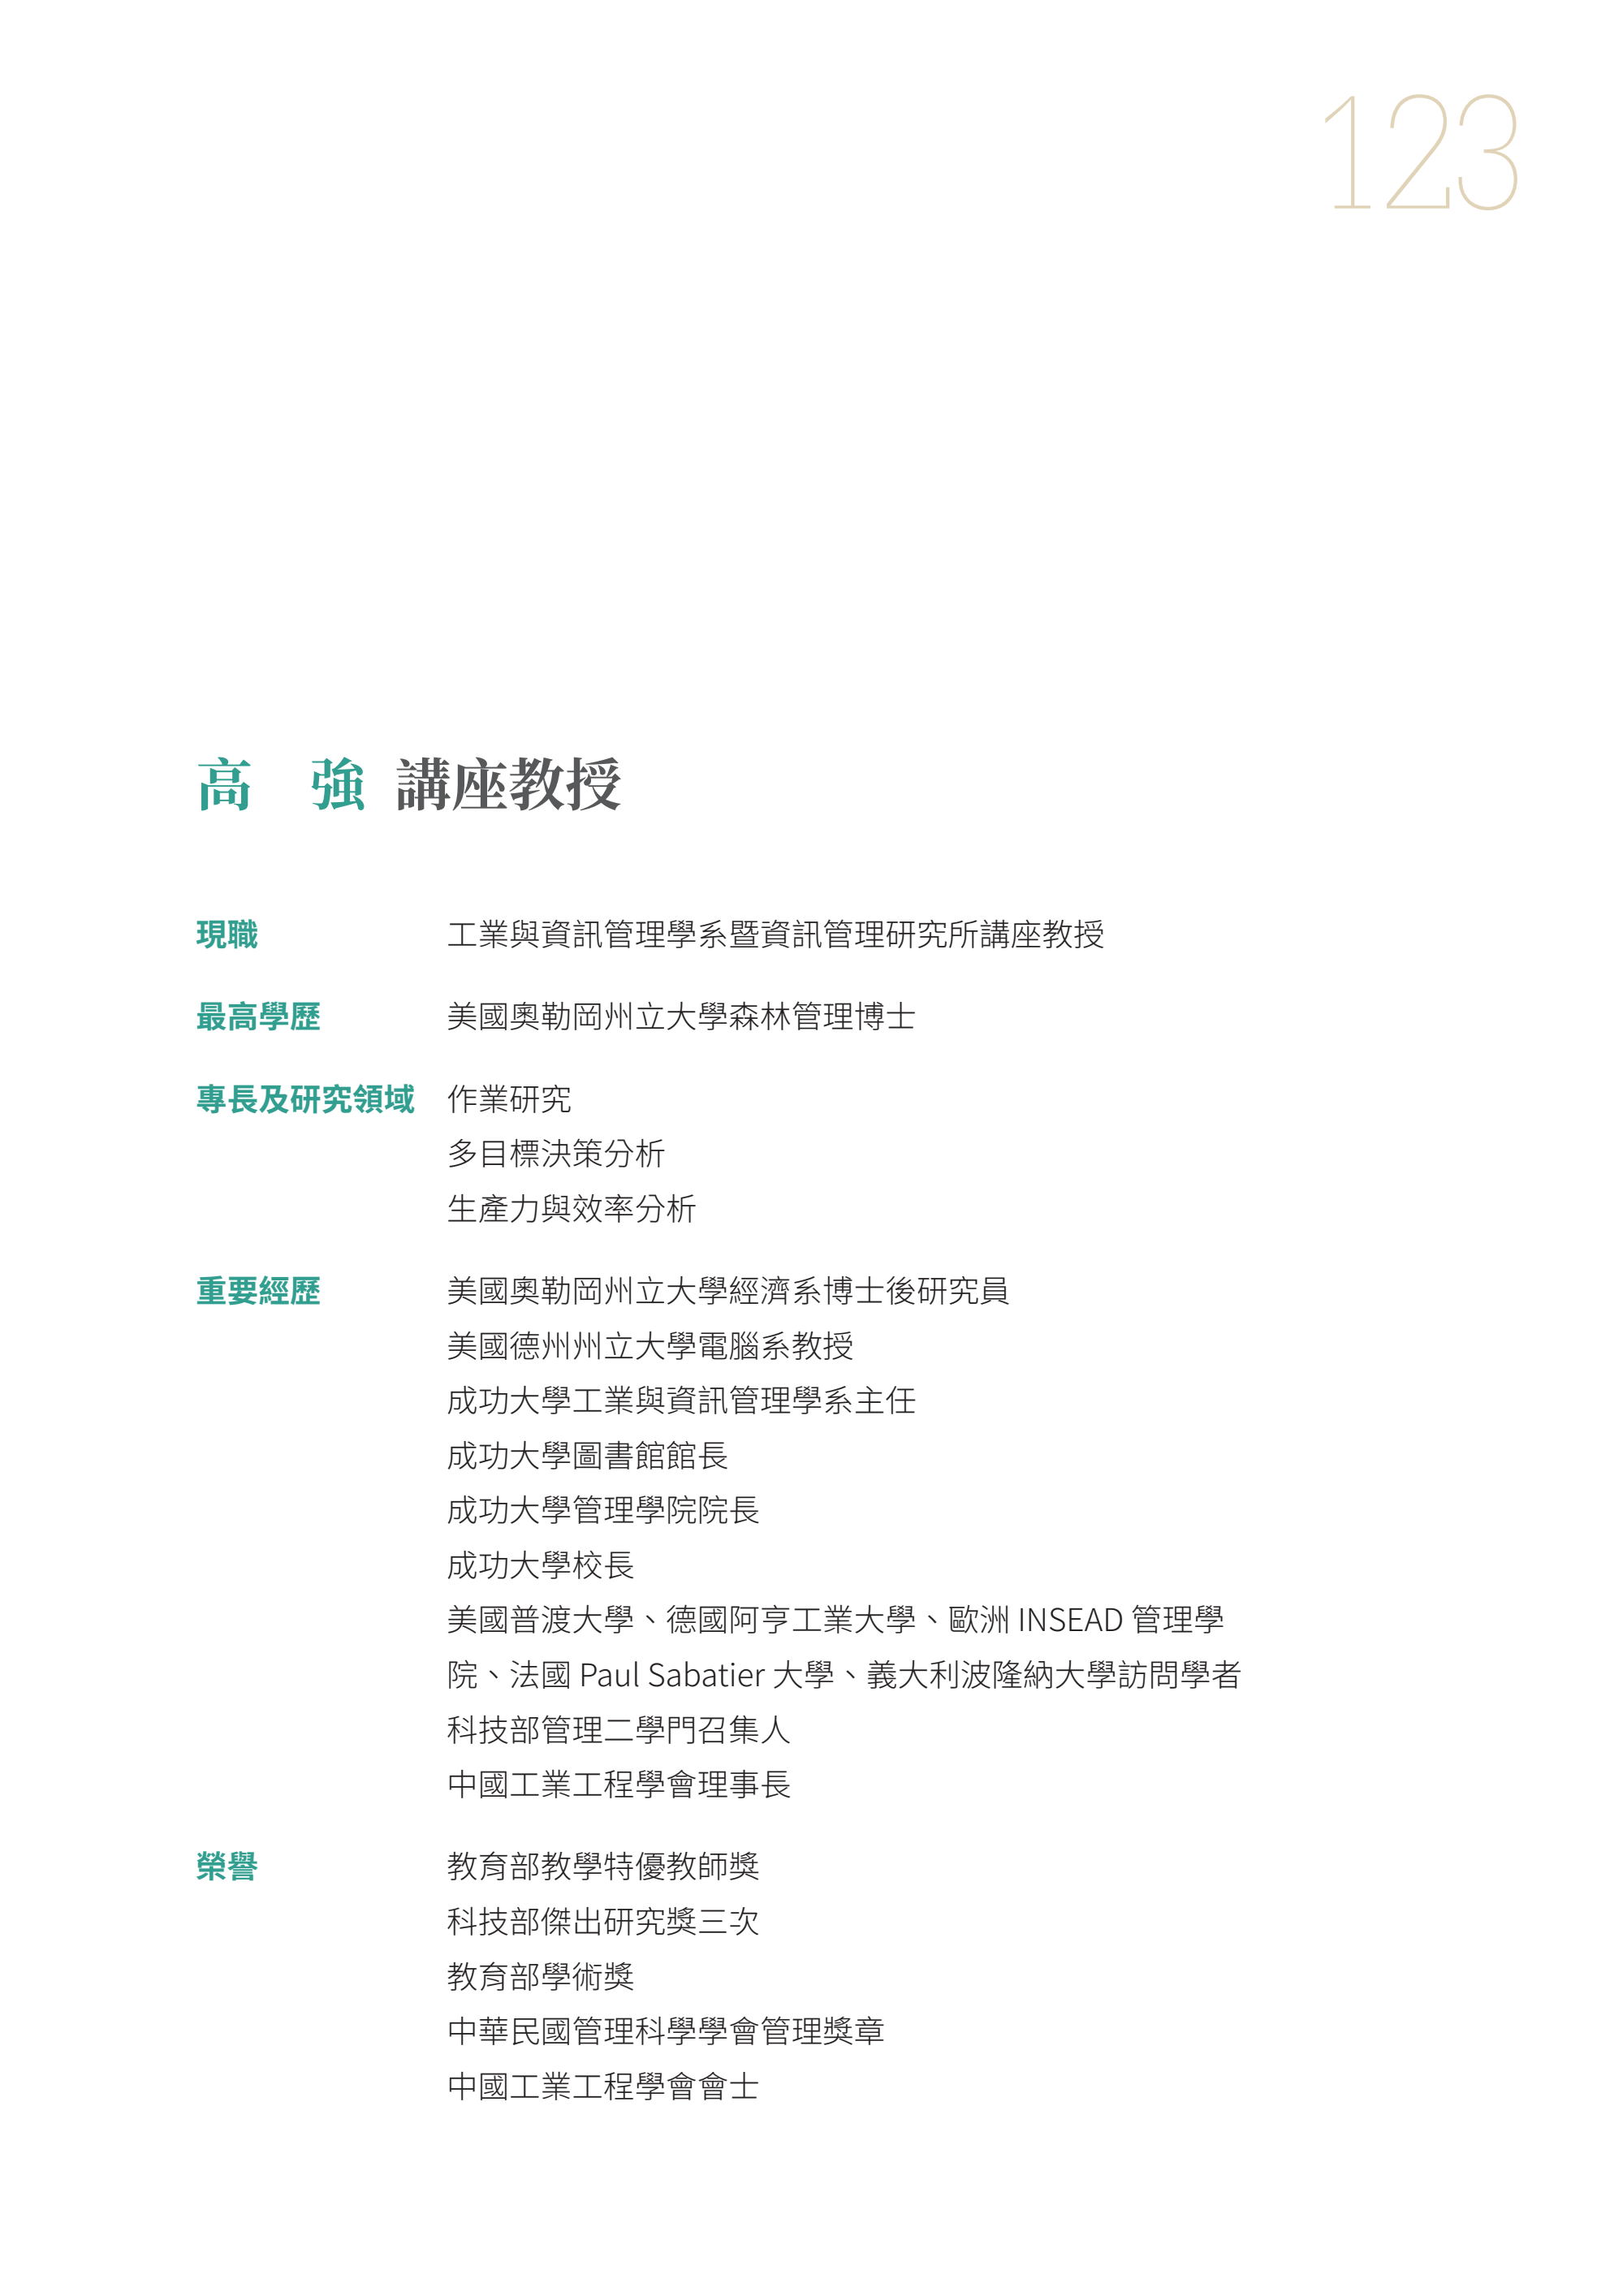 123
高　強 講座教授
現職 工業與資訊管理學系暨資訊管理研究所講座教授
最高學歷 美國奧勒岡州立大學森林管理博士
專長及研究領域 作業研究
多目標決策分析
生產力與效率分析
重要經歷 美國奧勒岡州立大學經濟系博士後研究員
美國德州州立大學電腦系教授
成功大學工業與資訊管理學系主任
成功大學圖書館館長
成功大學管理學院院長
成功大學校長
美國普渡大學、德國阿亨工業大學、歐洲 INSEAD 管理學
院、法國 Paul Sabatier 大學、義大利波隆納大學訪問學者
科技部管理二學門召集人
中國工業工程學會理事長
榮譽 教育部教學特優教師獎
科技部傑出研究獎三次
教育部學術獎
中華民國管理科學學會管理獎章
中國工業工程學會會士